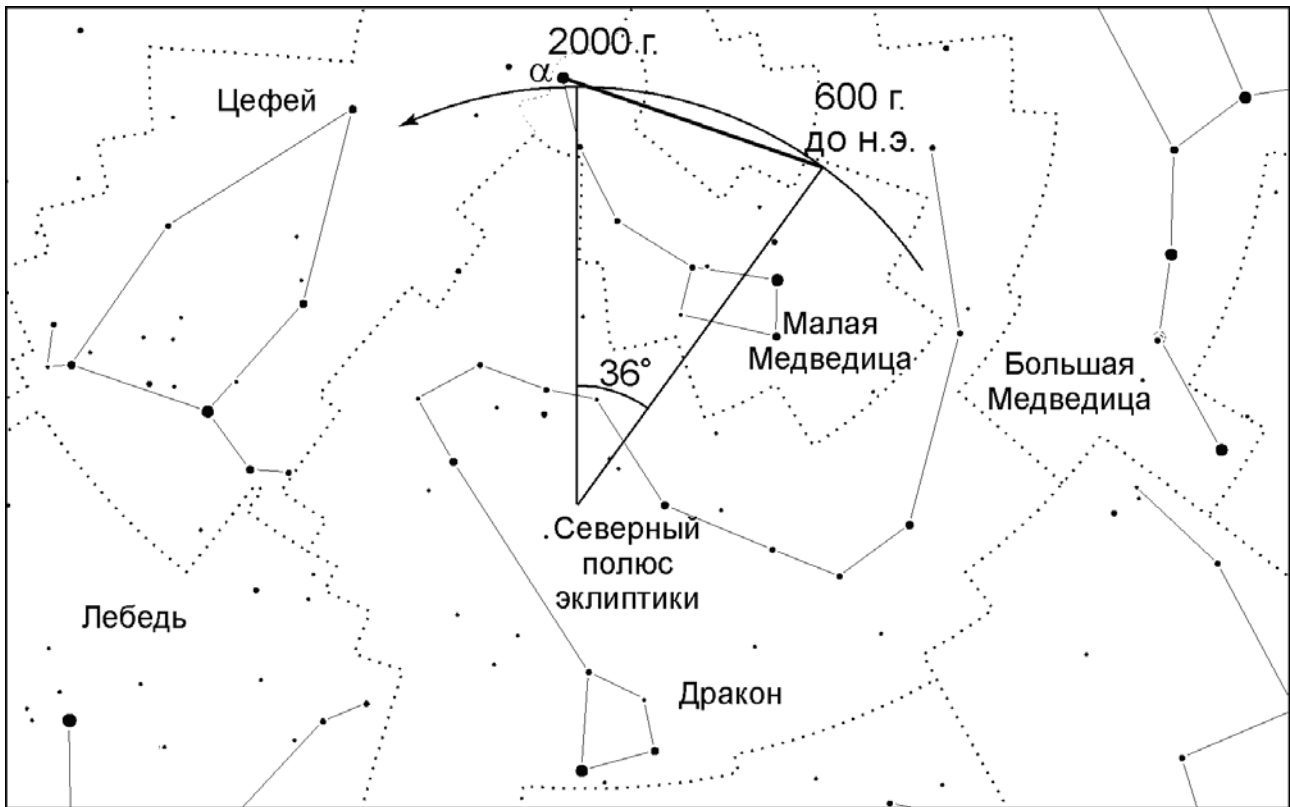 2000 г.
α
Цефей
600 г.
до н.э.
Малая
Медведица
36°
Большая
Медведица
Северный
полюс
эклиптики
Лебедь
Дракон